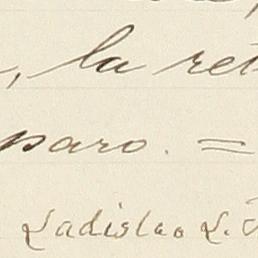 , la ret
paro. =
Ladislao L.